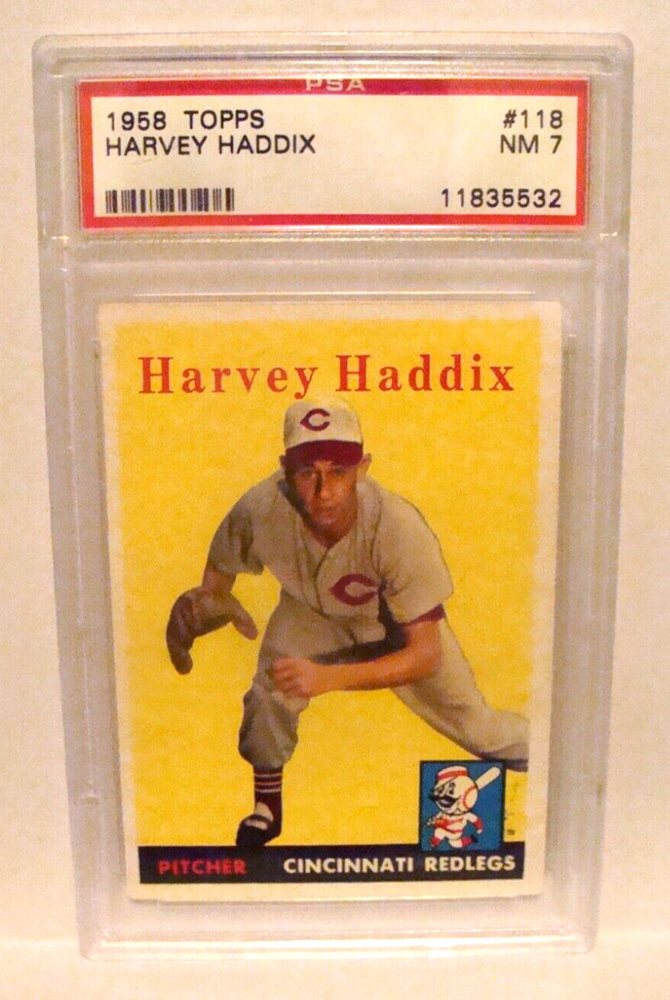 PSA
1958 TOPPS #118
HARVEY HADDIX NM 7
11835532
Harvey Haddix
C
C
PITCHER CINCINNATI REDLEGS